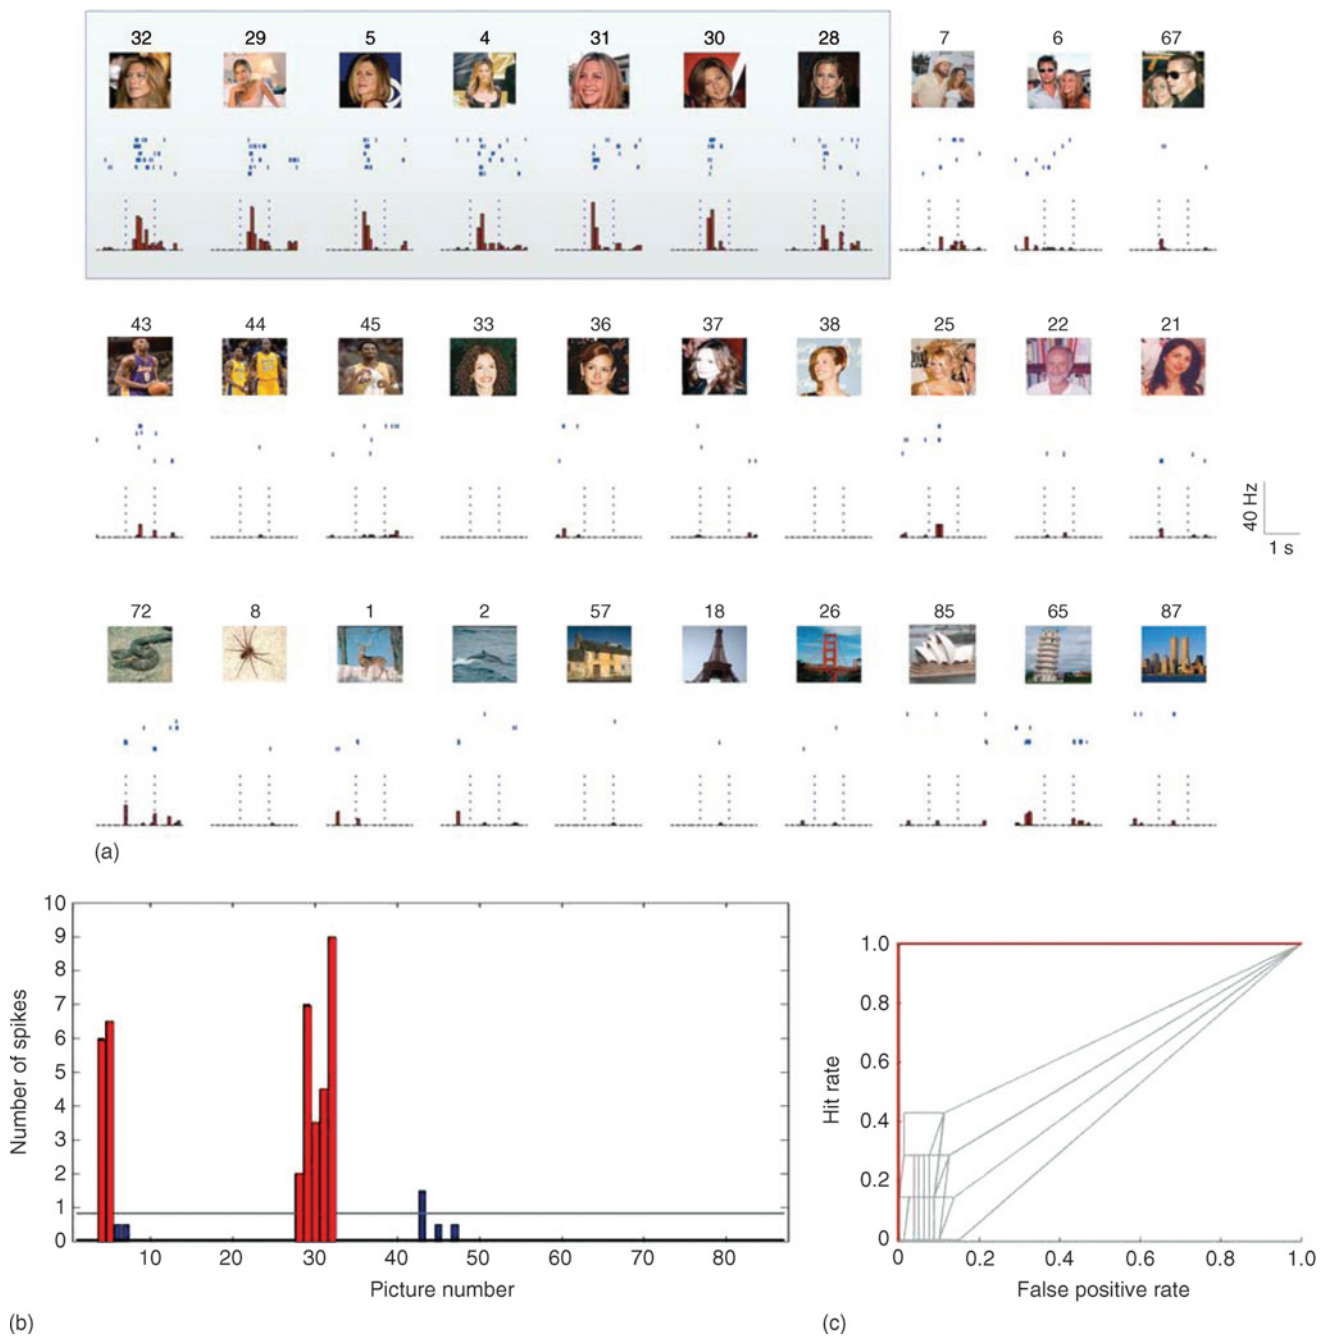 32 29 5 4 31 30 28 7 6 67
43 44 45 33 36 37 38 25 22 21
40 Hz
1 s
72 8 1 2 57 18 26 85 65 87
(a)
10
9
8
7
6
5
4
3
2
1
0
Number of spikes
10 20 30 40 50 60 70 80
Picture number
(b)
1.0
0.8
0.6
0.4
0.2
0
Hit rate
0 0.2 0.4 0.6 0.8 1.0
False positive rate
(c)